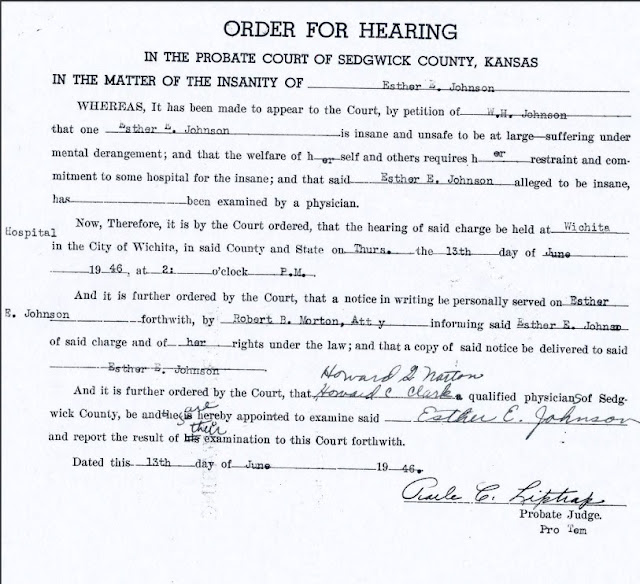 ORDER FOR HEARING
IN THE PROBATE COURT OF SEDGWICK COUNTY, KANSAS
IN THE MATTER OF THE INSANITY OF Esther E. Johnson
WHEREAS, It has been made to appear to the Court, by petition of W.H. Johnson
that one Esther E. Johnson is insane and unsafe to be at large—suffering under
mental derangement; and that the welfare of h er self and others requires h er restraint and com-
mitment to some hospital for the insane; and that said Esther E. Johnson alleged to be insane,
has been examined by a physician.
Now, Therefore, it is by the Court ordered, that the hearing of said charge be held at Wichita
Hospital
in the City of Wichita, in said County and State on Thurs. the 13th day of June
19 46, at 2: o'clock P.M.
And it is further ordered by the Court, that a notice in writing be personally served on Esther
E. Johnson forthwith, by Robert B. Morton, Att y informing said Esther E. Johnson
of said charge and of her rights under the law; and that a copy of said notice be delivered to said
Esther E. Johnson
Howard G Norton
And it is further ordered by the Court, that Howard C Clark a qualified physicians of Sedg-
are
wick County, be and the is hereby appointed to examine said Esther E. Johnson
their
and report the result of his examination to this Court forthwith.
Dated this 13th day of June 19 46.
C. Liptrap
Probate Judge.
Pro Tem